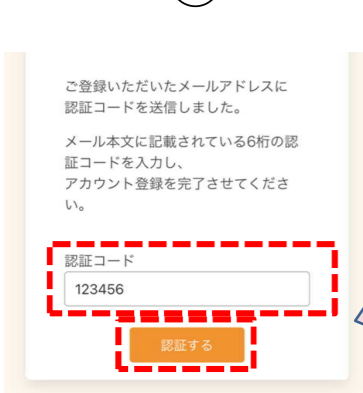 ご登録いただいたメールアドレスに
認証コードを送信しました。
メール本文に記載されている6桁の認
証コードを入力し、
アカウント登録を完了させてくださ
い。
認証コード
123456
認証する